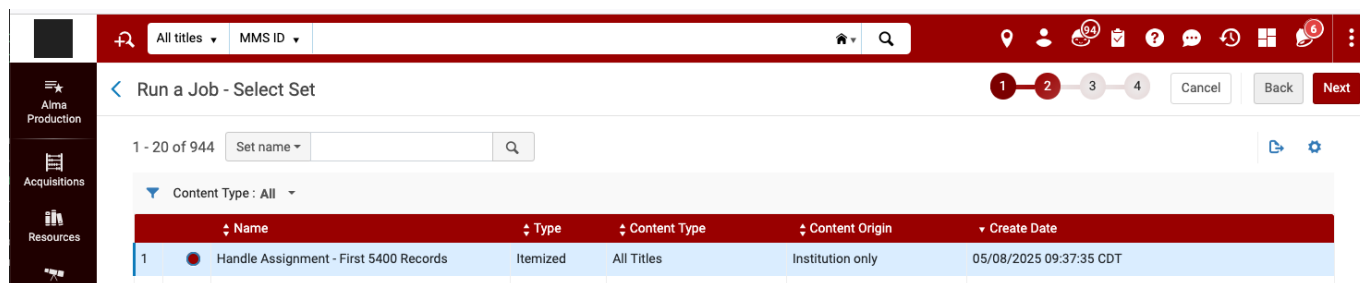 All titles MMS ID 94 6
Alma
Production
Acquisitions
Resources
Run a Job - Select Set 1 2 3 4 Cancel Back Next
1 - 20 of 944 Set name
Content Type : All
Name Type Content Type Content Origin Create Date
1 Handle Assignment - First 5400 Records Itemized All Titles Institution only 05/08/2025 09:37:35 CDT